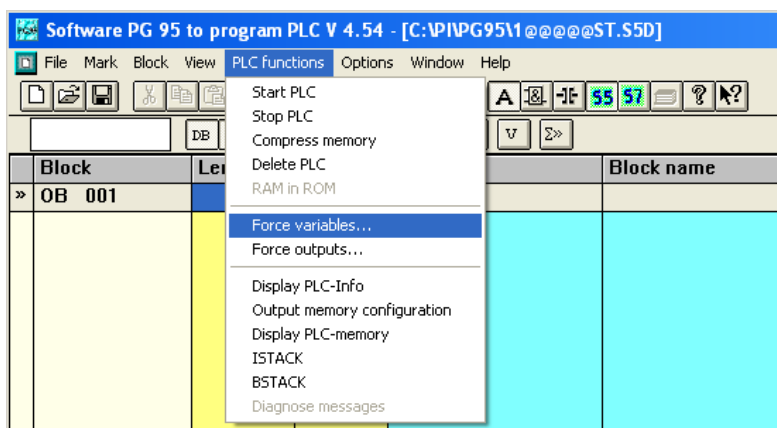 Software PG 95 to program PLC V 4.54 - [C:\PI\PG95\1@@@@@ST.S5D]
File Mark Block View PLC functions Options Window Help
Start PLC
Stop PLC
Compress memory
Delete PLC
RAM in ROM
Force variables...
Force outputs...
Display PLC-Info
Output memory configuration
Display PLC-memory
ISTACK
BSTACK
Diagnose messages
A & S5 S7 ? ?
DB V Σ»
Block Le Block name
» OB 001